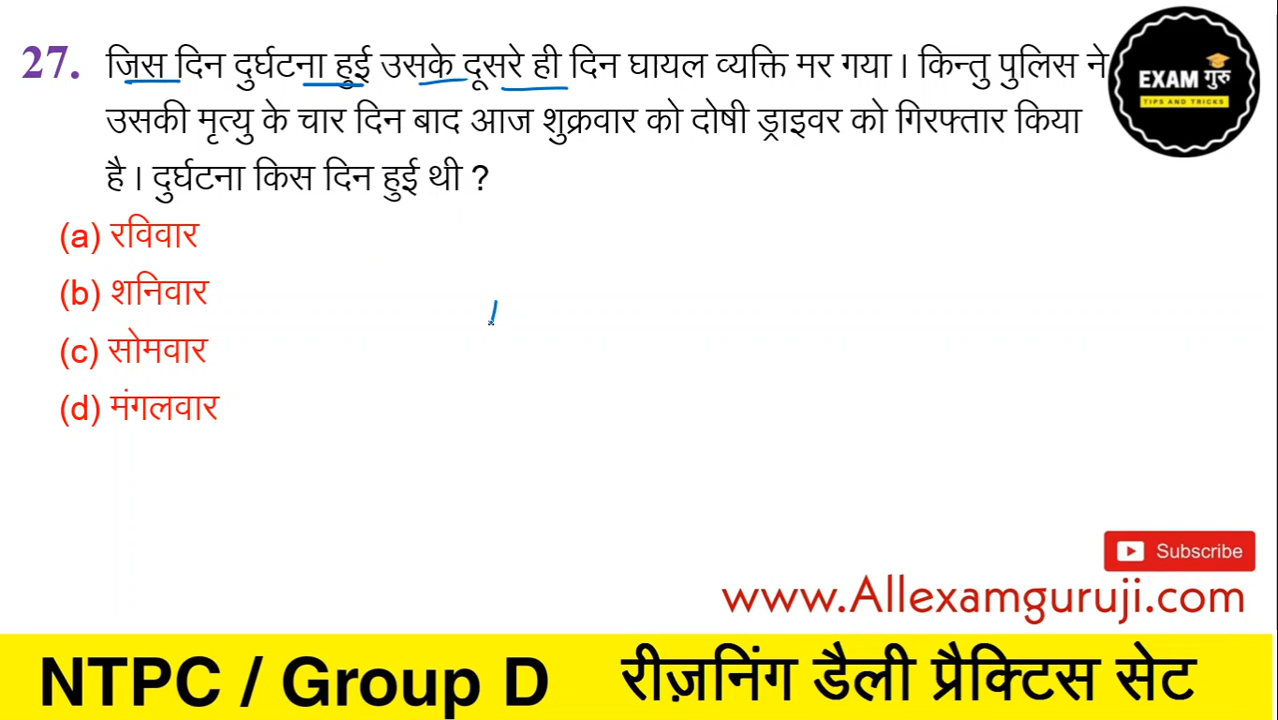 27. जिस दिन दुर्घटना हुई उसके दूसरे ही दिन घायल व्यक्ति मर गया। किन्तु पुलिस ने
उसकी मृत्यु के चार दिन बाद आज शुक्रवार को दोषी ड्राइवर को गिरफ्तार किया
है। दुर्घटना किस दिन हुई थी ?
(a) रविवार
(b) शनिवार
(c) सोमवार
(d) मंगलवार
EXAM गुरु
TIPS AND TRICKS
Subscribe
www.Allexamguruji.com
NTPC / Group D रीज़निंग डैली प्रैक्टिस सेट